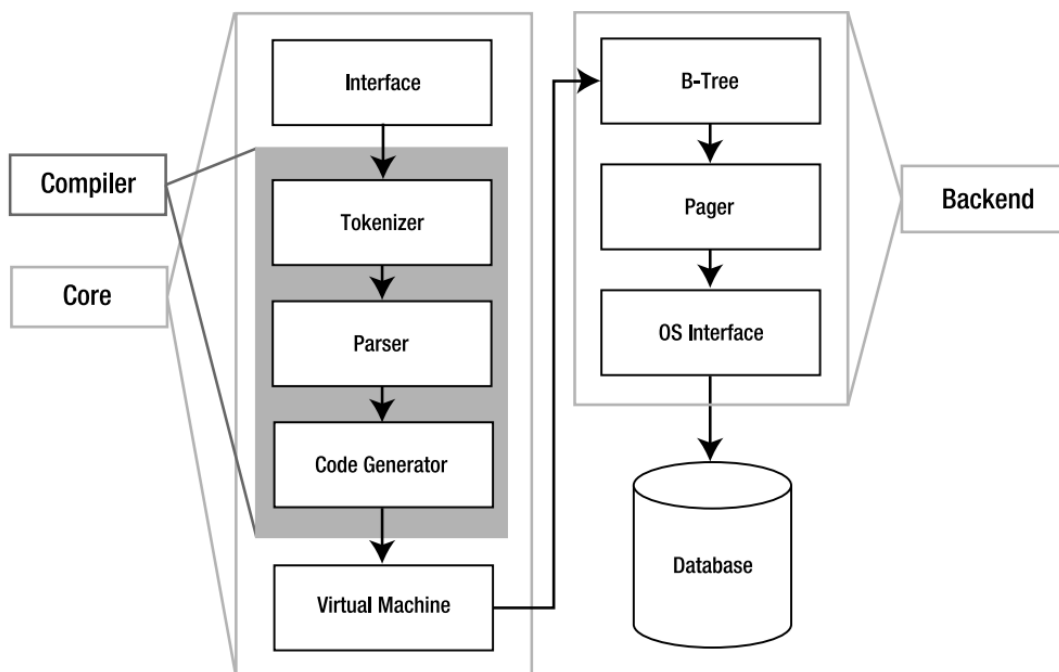 Compiler
Core
Interface
Tokenizer
Parser
Code Generator
Virtual Machine
B-Tree
Pager
OS Interface
Database
Backend